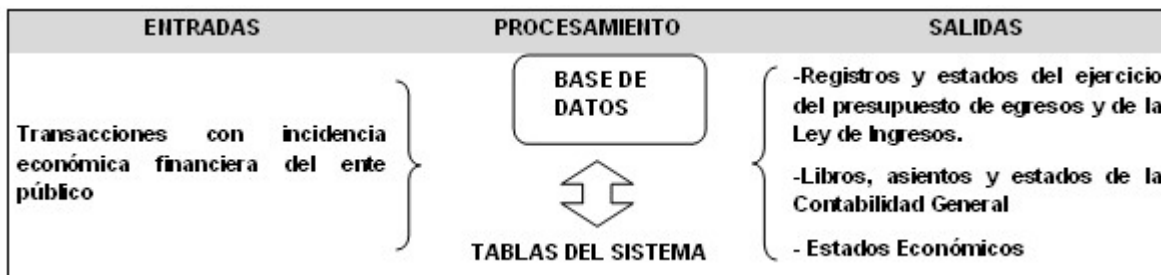 ENTRADAS
PROCESAMIENTO
SALIDAS
Transacciones con incidencia
económica financiera del ente
público
BASE DE
DATOS
TABLAS DEL SISTEMA
-Registros y estados del ejercicio
del presupuesto de egresos y de la
Ley de Ingresos.
-Libros, asientos y estados de la
Contabilidad General
- Estados Económicos